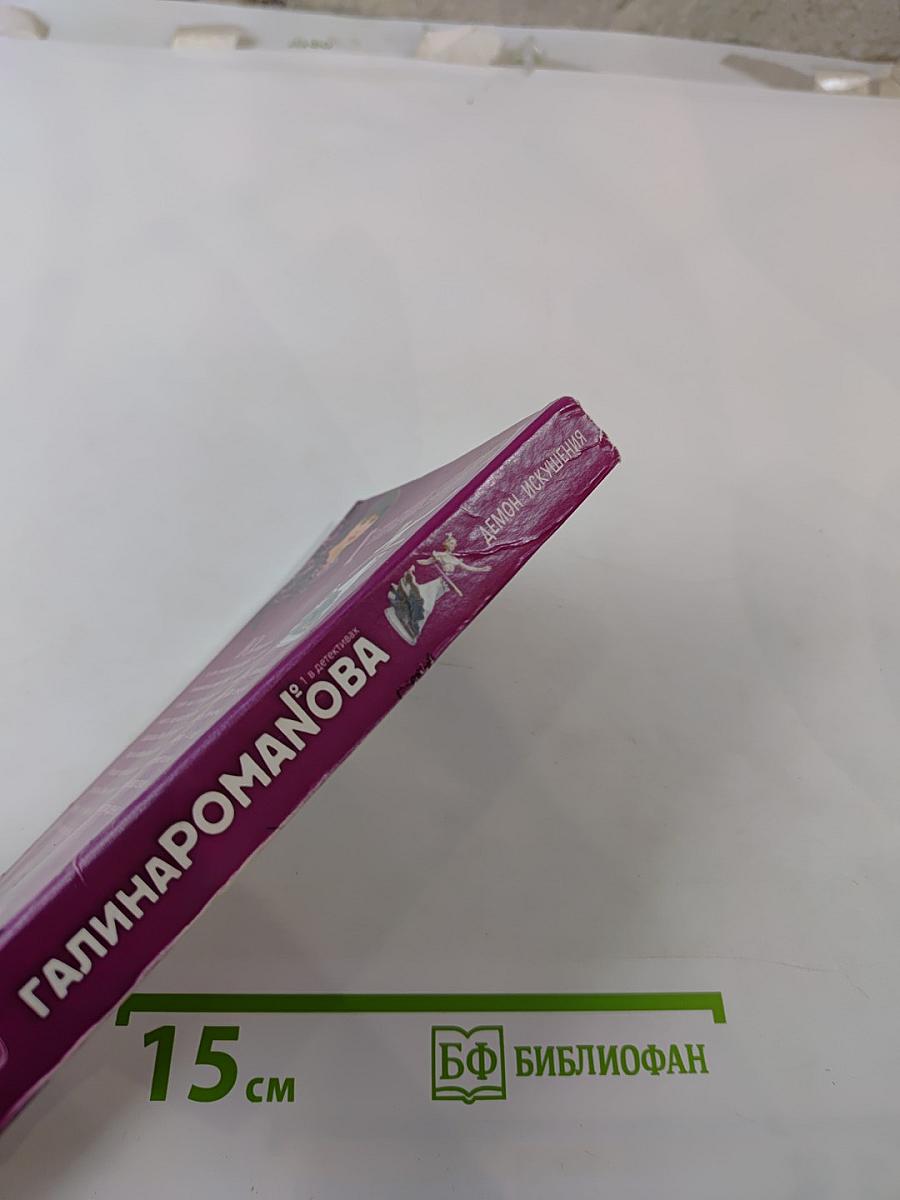 ГАЛИНАРОМАNОВА
№ 1 в детективах
ДЕМОН ИСКУШЕНИЯ
15 см
БФ БИБЛИОФАН